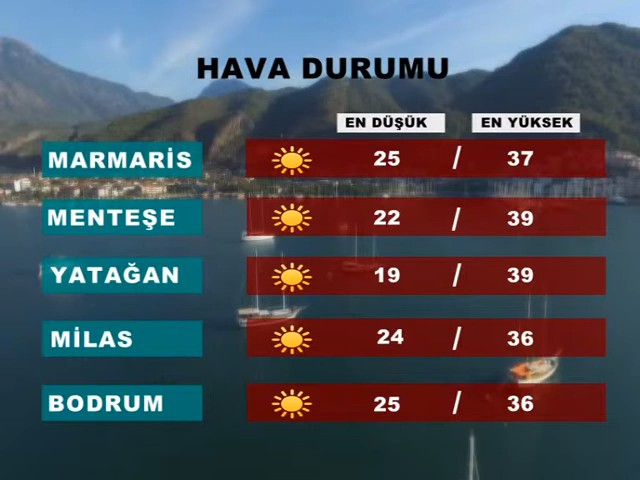 HAVA DURUMU
EN DÜŞÜK EN YÜKSEK
MARMARİS 25 / 37
MENTEŞE 22 / 39
YATAĞAN 19 / 39
MİLAS 24 / 36
BODRUM 25 / 36